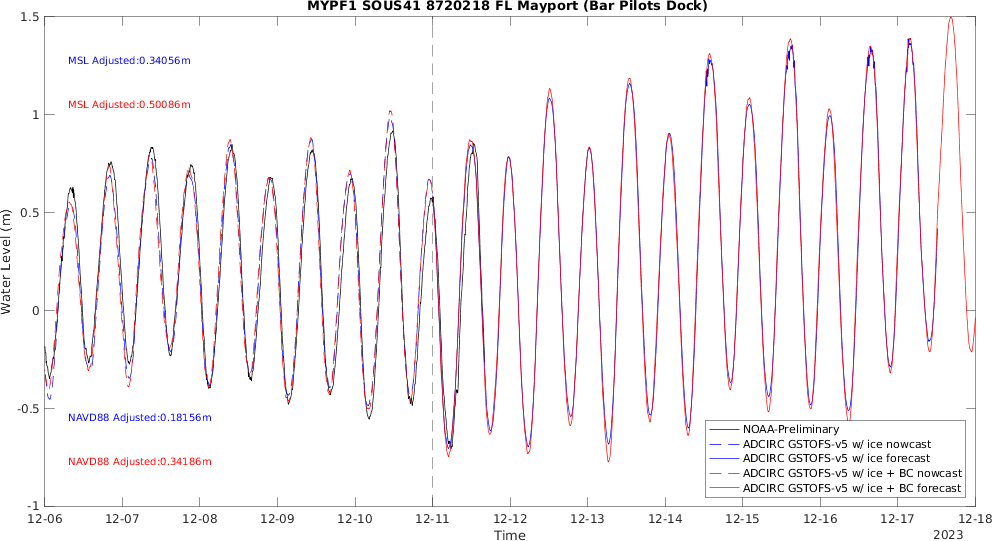 MYPF1 SOUS41 8720218 FL Mayport (Bar Pilots Dock)
1.5
1
0.5
0
-0.5
-1
Water Level (m)
MSL Adjusted:0.34056m
MSL Adjusted:0.50086m
NAVD88 Adjusted:0.18156m
NAVD88 Adjusted:0.34186m
NOAA-Preliminary
ADCIRC GSTOFS-v5 w/ ice nowcast
ADCIRC GSTOFS-v5 w/ ice forecast
ADCIRC GSTOFS-v5 w/ ice + BC nowcast
ADCIRC GSTOFS-v5 w/ ice + BC forecast
12-06 12-07 12-08 12-09 12-10 12-11 12-12 12-13 12-14 12-15 12-16 12-17 12-18
Time
2023